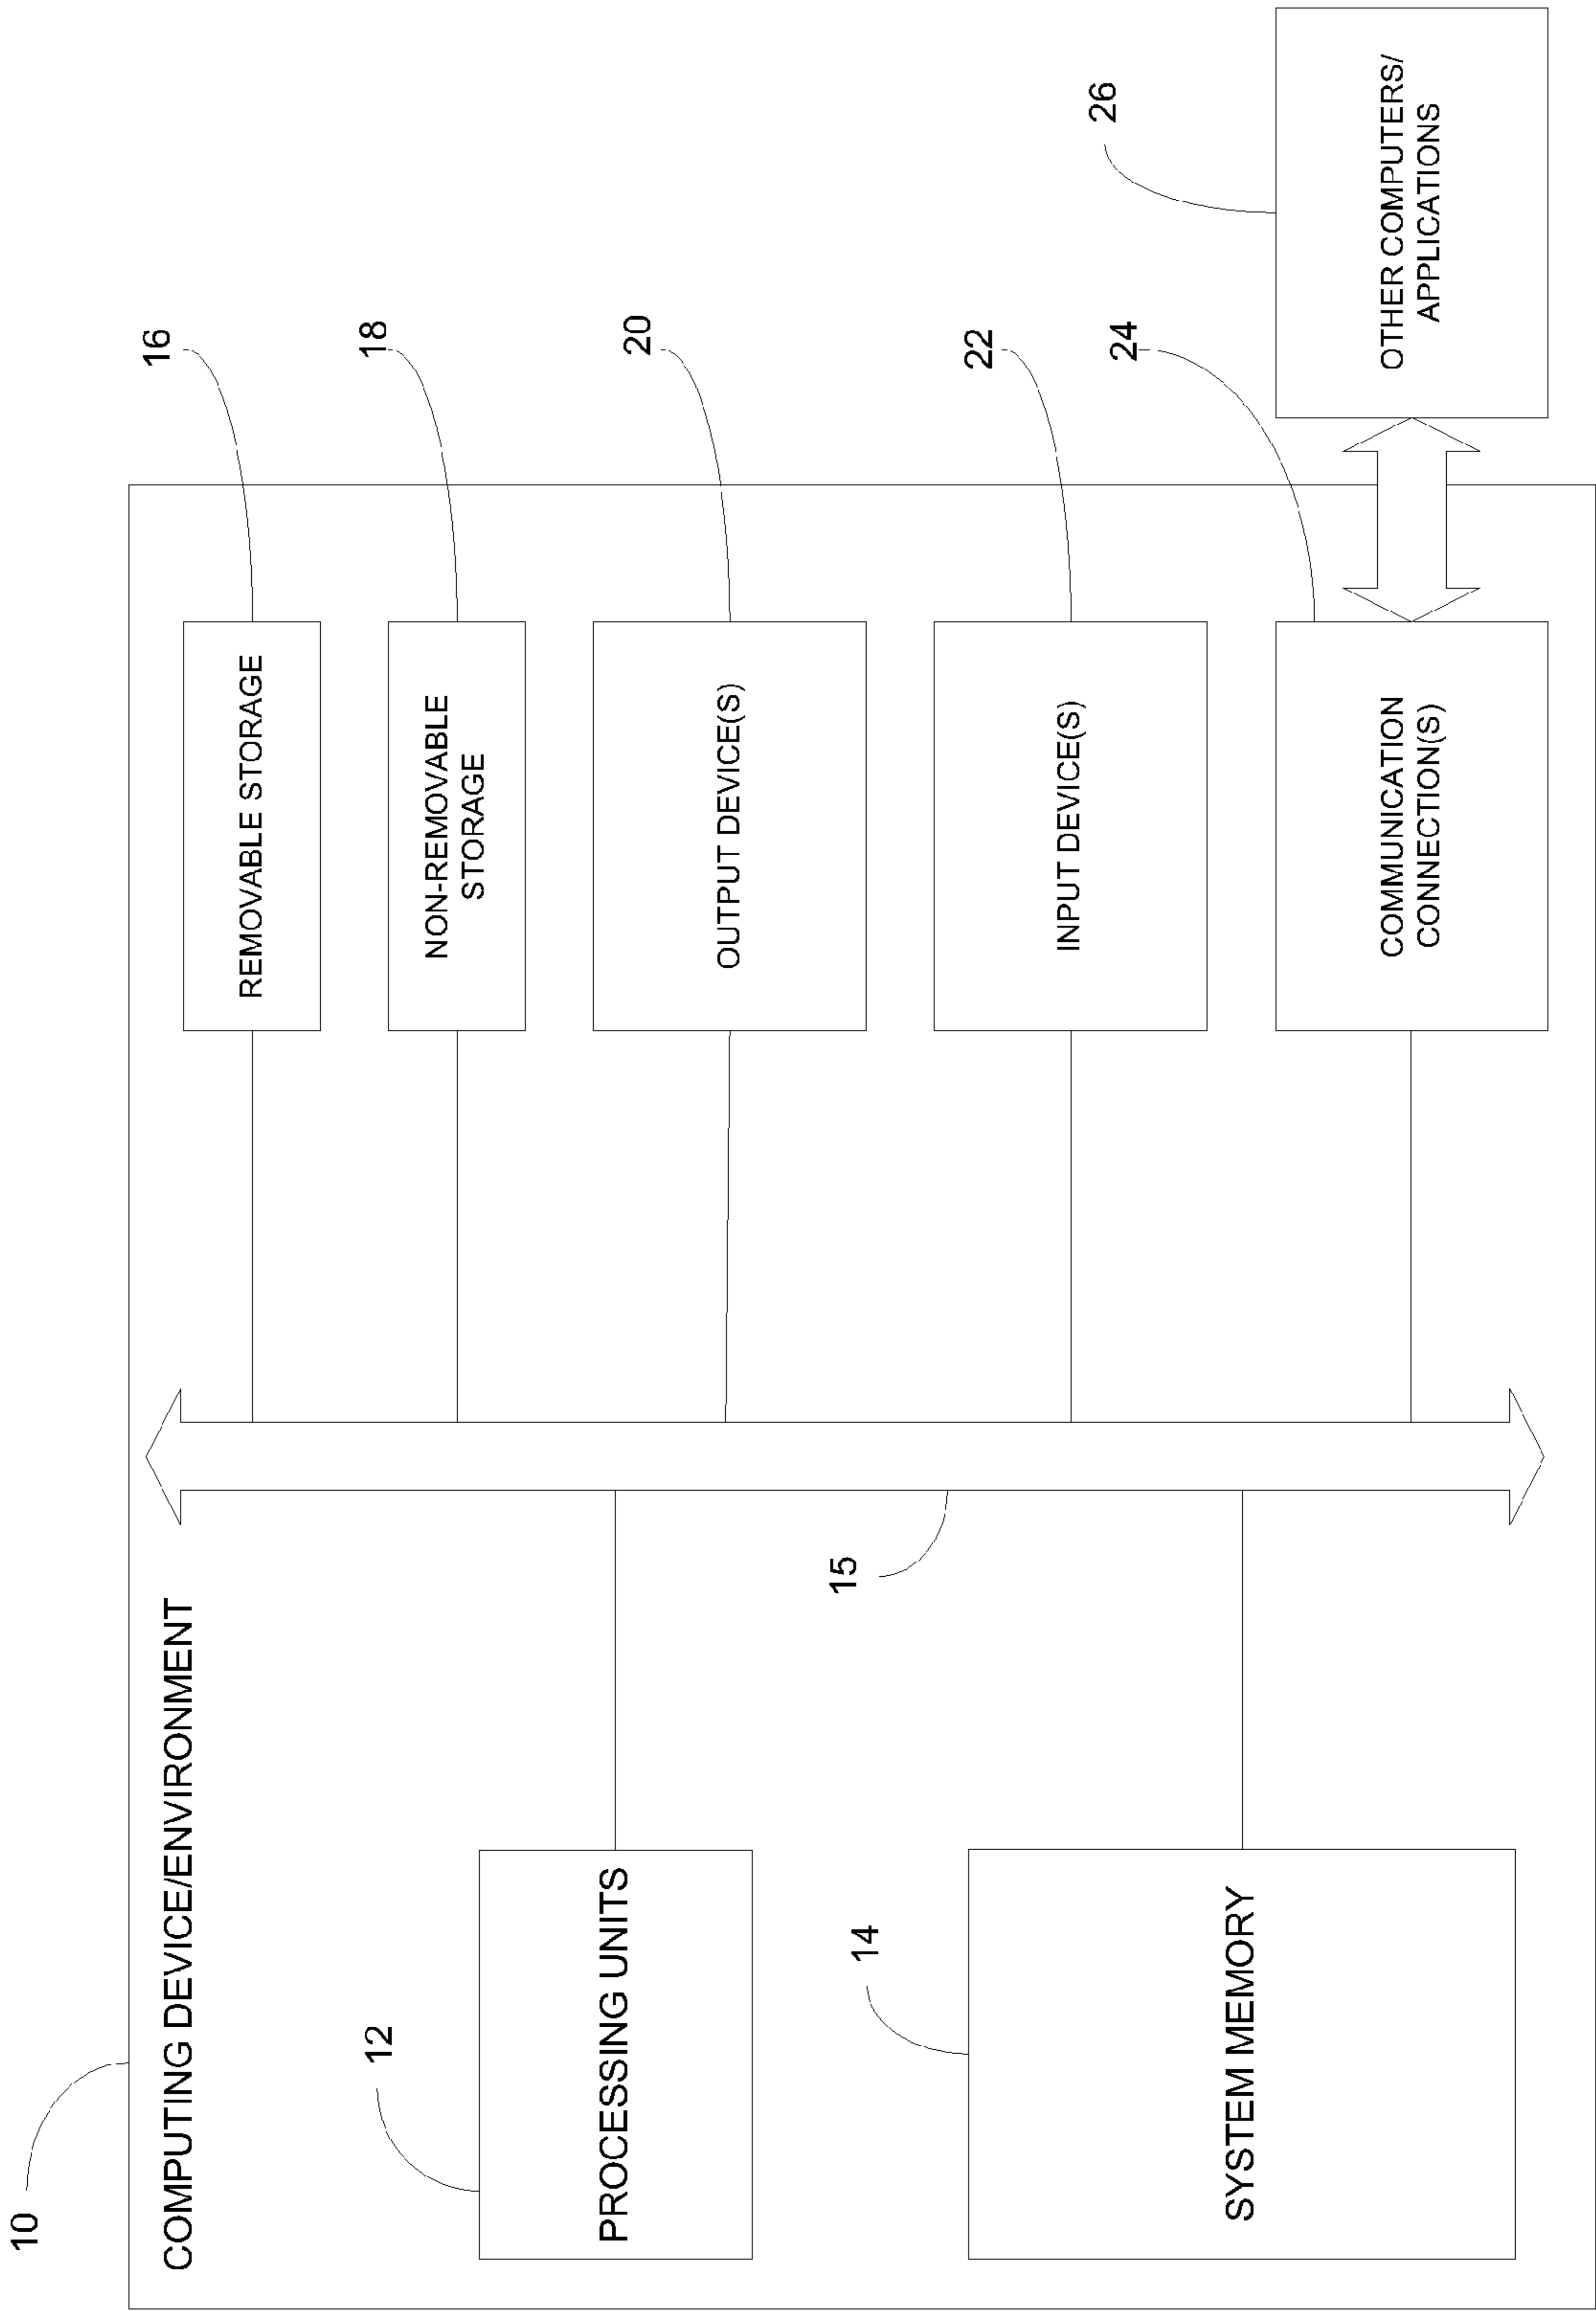 10
COMPUTING DEVICE/ENVIRONMENT
16
REMOVABLE STORAGE
12
PROCESSING UNITS
18
NON-REMOVABLE
STORAGE
20
OUTPUT DEVICE(S)
15
14
SYSTEM MEMORY
22
INPUT DEVICE(S)
24
COMMUNICATION
CONNECTION(S)
26
OTHER COMPUTERS/
APPLICATIONS